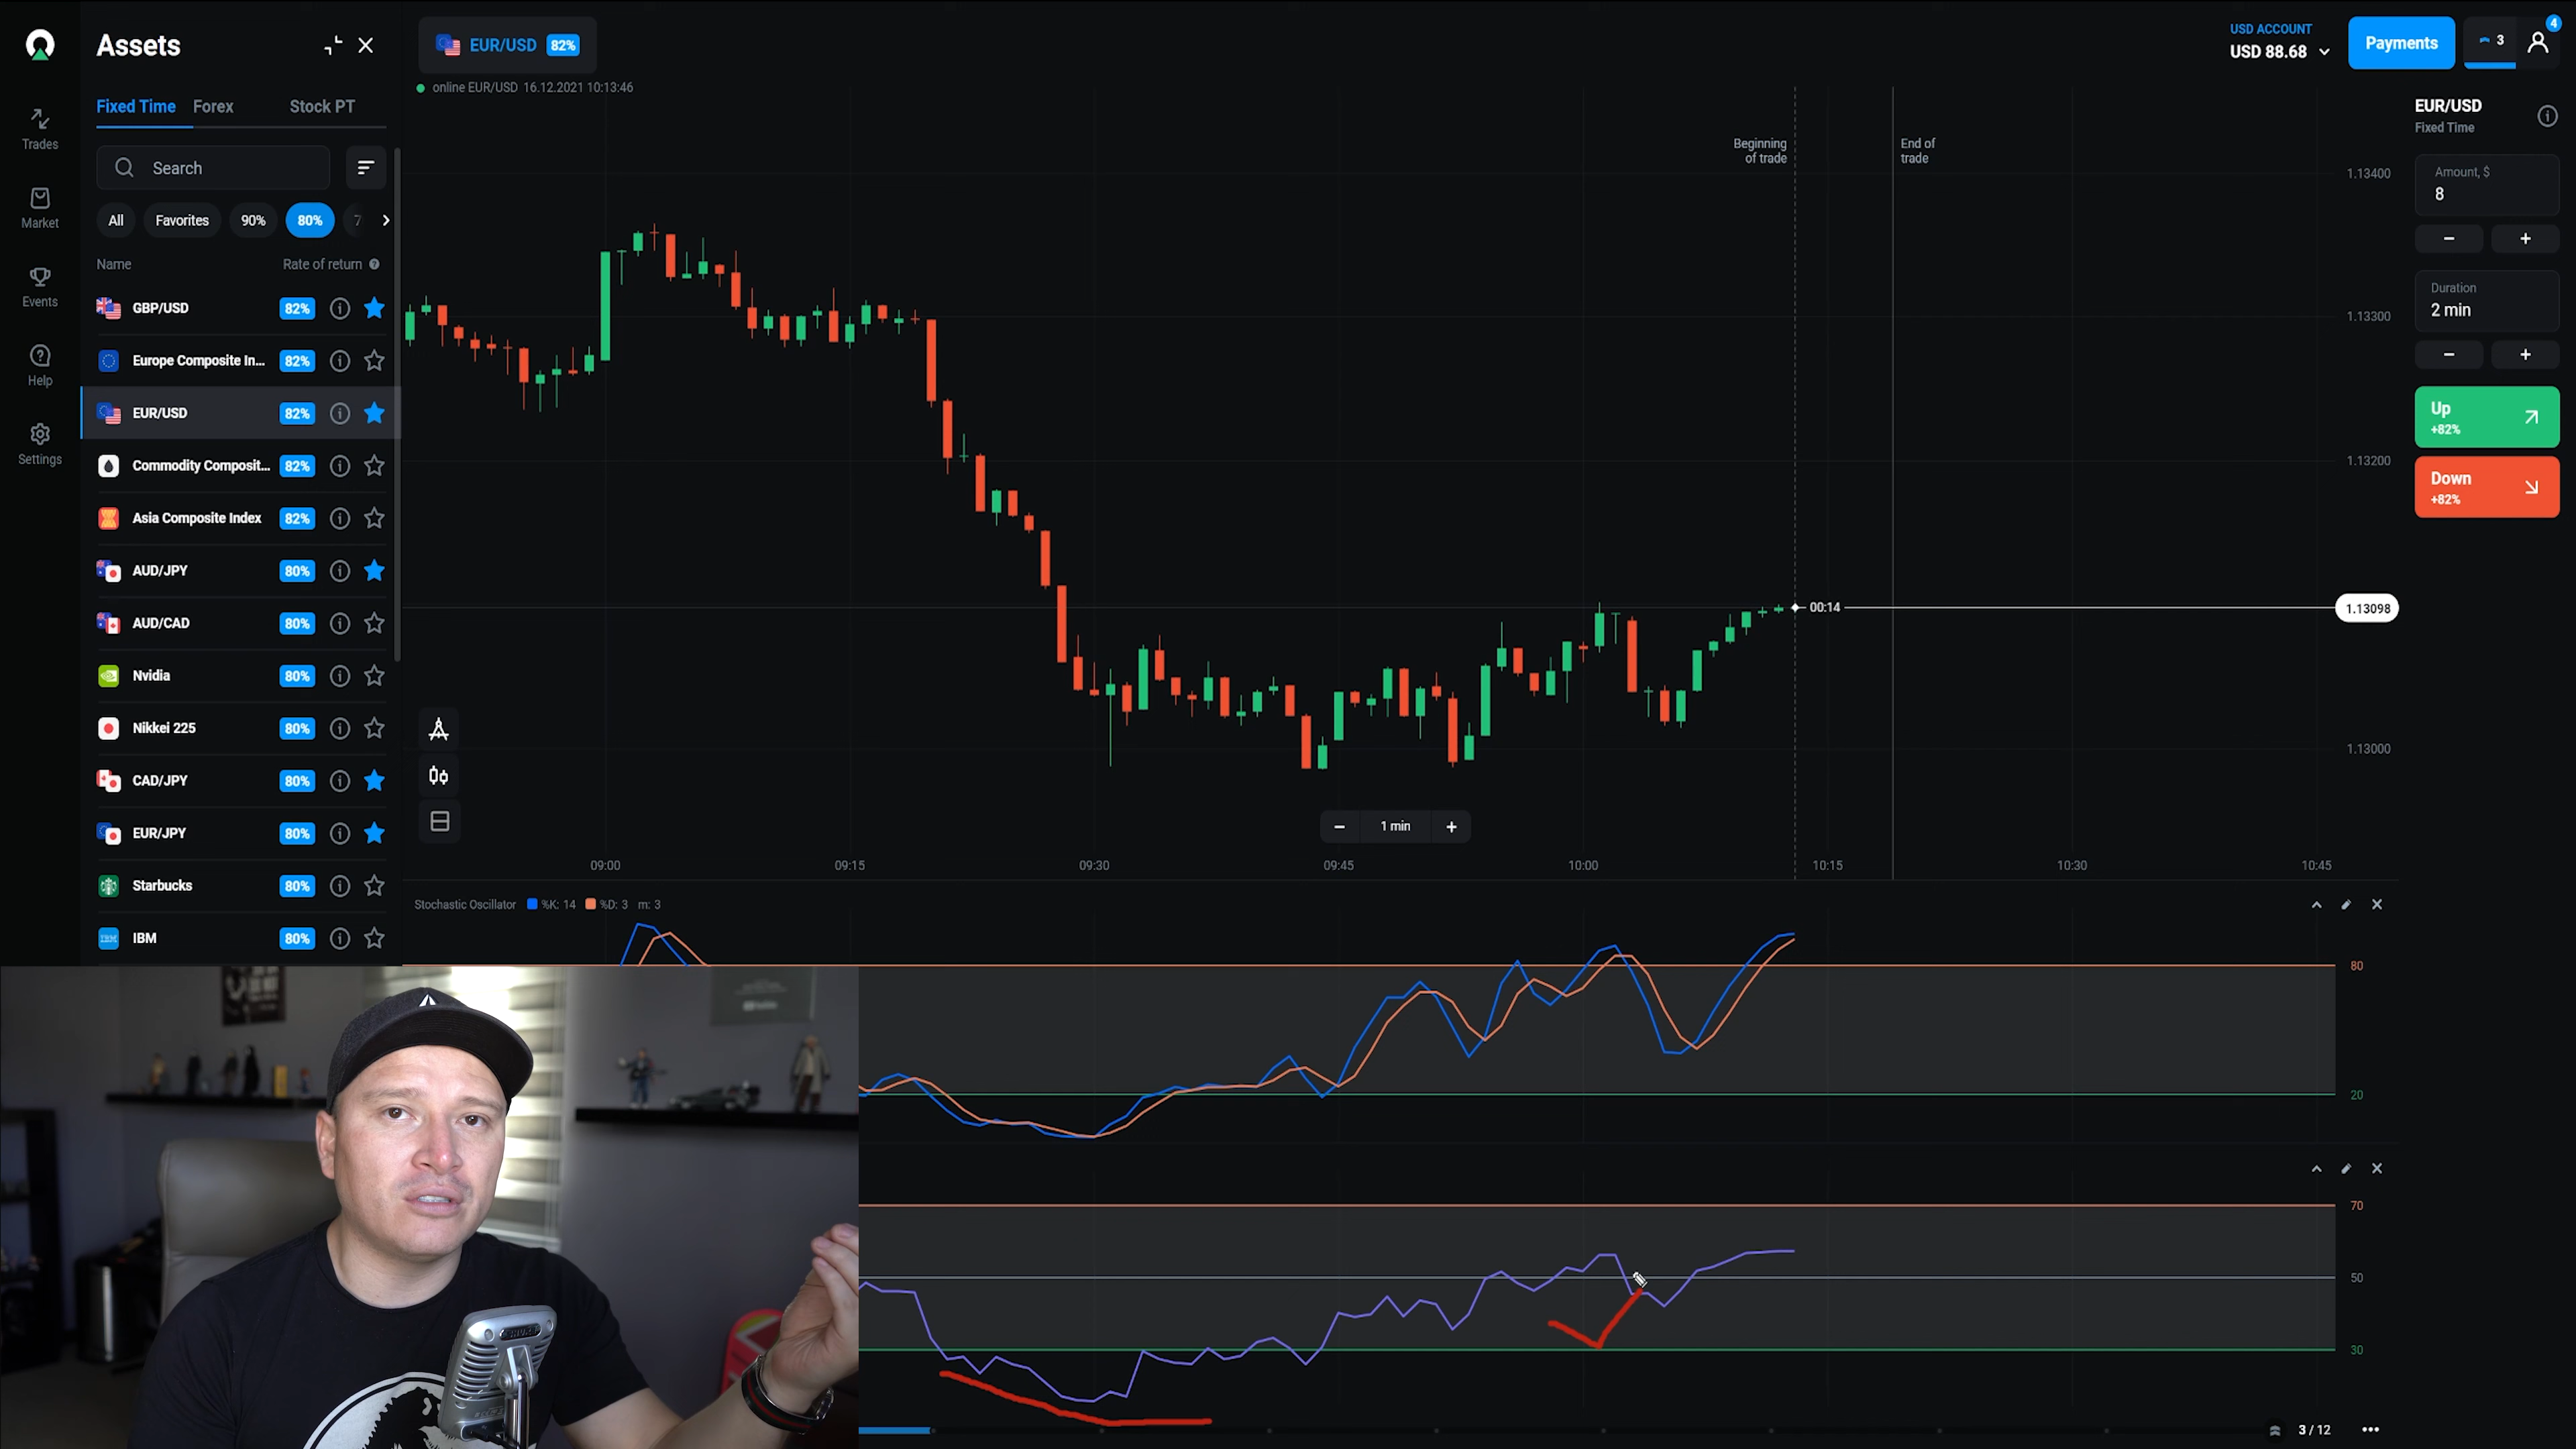 Assets
EUR/USD 82%
USD ACCOUNT
USD 88.68
Payments
3
4
online EUR/USD 16.12.2021 10:13:46
Fixed Time Forex Stock PT
Search
All Favorites 90% 80% 7
Name Rate of return
GBP/USD 82%
Europe Composite In... 82%
EUR/USD 82%
Commodity Composit... 82%
Asia Composite Index 82%
AUD/JPY 80%
AUD/CAD 80%
Nvidia 80%
Nikkei 225 80%
CAD/JPY 80%
EUR/JPY 80%
Starbucks 80%
IBM 80%
Trades
Market
Events
Help
Settings
Beginning
of trade
End of
trade
1.13400
1.13300
1.13200
00:14
1.13098
1.13000
1 min
09:00 09:15 09:30 09:45 10:00 10:15 10:30 10:45
Stochastic Oscillator %K: 14 %D: 3 m: 3
80
20
70
50
30
3 / 12
EUR/USD
Fixed Time
Amount, $
8
Duration
2 min
Up
+82%
Down
+82%